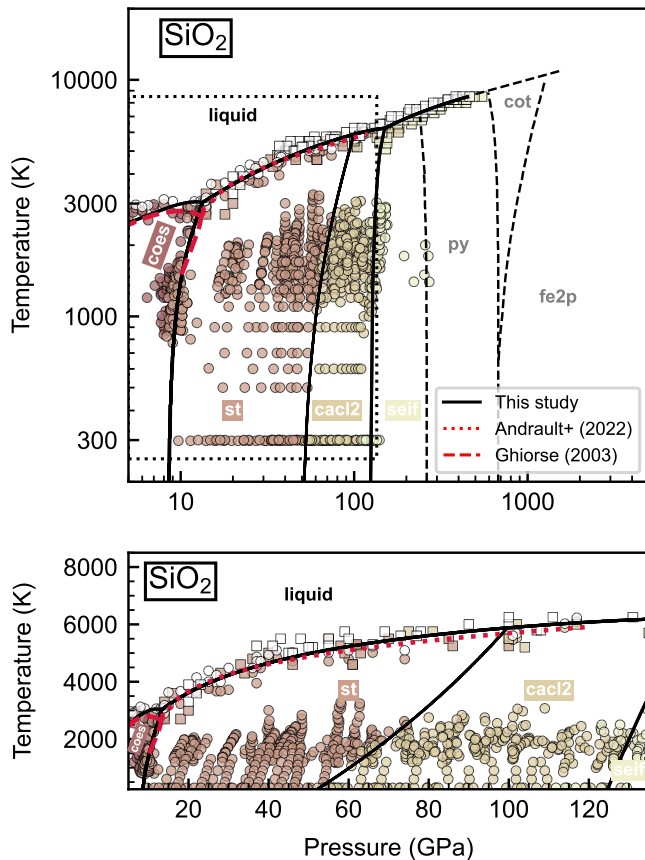 SiO2
10000
3000
1000
300
Temperature (K)
liquid
coes
cot
py
fe2p
st
cacl2
seif
This study
Andrault+ (2022)
Ghiorse (2003)
10
100
1000
SiO2
8000
6000
4000
2000
Temperature (K)
liquid
st
cacl2
coes
seif
20
40
60
80
100
120
Pressure (GPa)